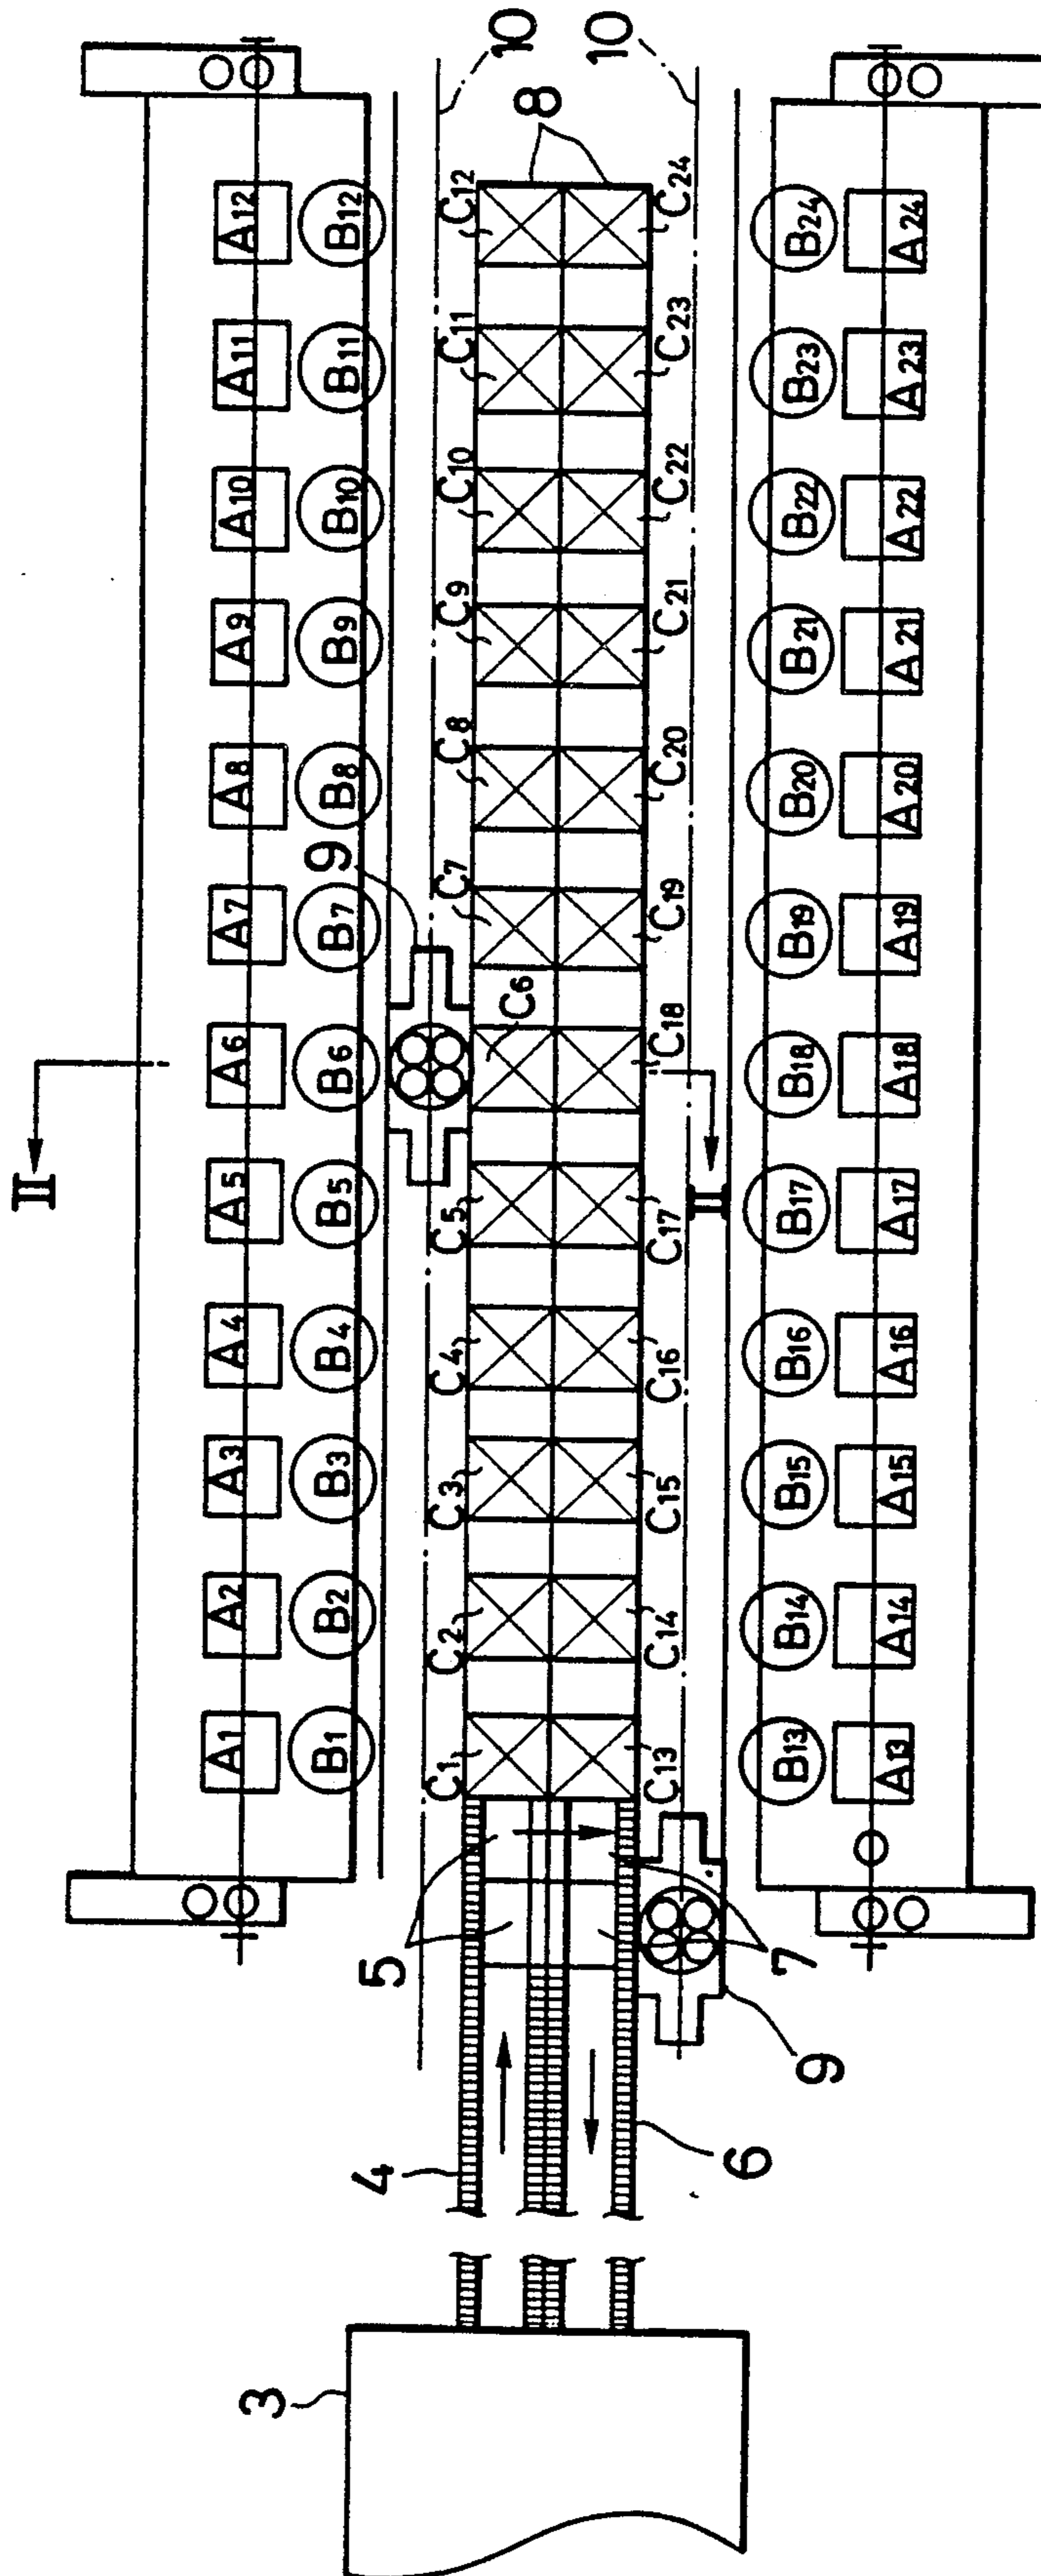 10
10
8
A1 A2 A3 A4 A5 A6 A7 A8 A9 A10 A11 A12
B1 B2 B3 B4 B5 B6 B7 B8 B9 B10 B11 B12
II
9
C1 C2 C3 C4 C5 C6 C7 C8 C9 C10 C11 C12
C13 C14 C15 C16 C17 C18 C19 C20 C21 C22 C23 C24
II
B13 B14 B15 B16 B17 B18 B19 B20 B21 B22 B23 B24
A13 A14 A15 A16 A17 A18 A19 A20 A21 A22 A23 A24
3
4
5
6
7
9